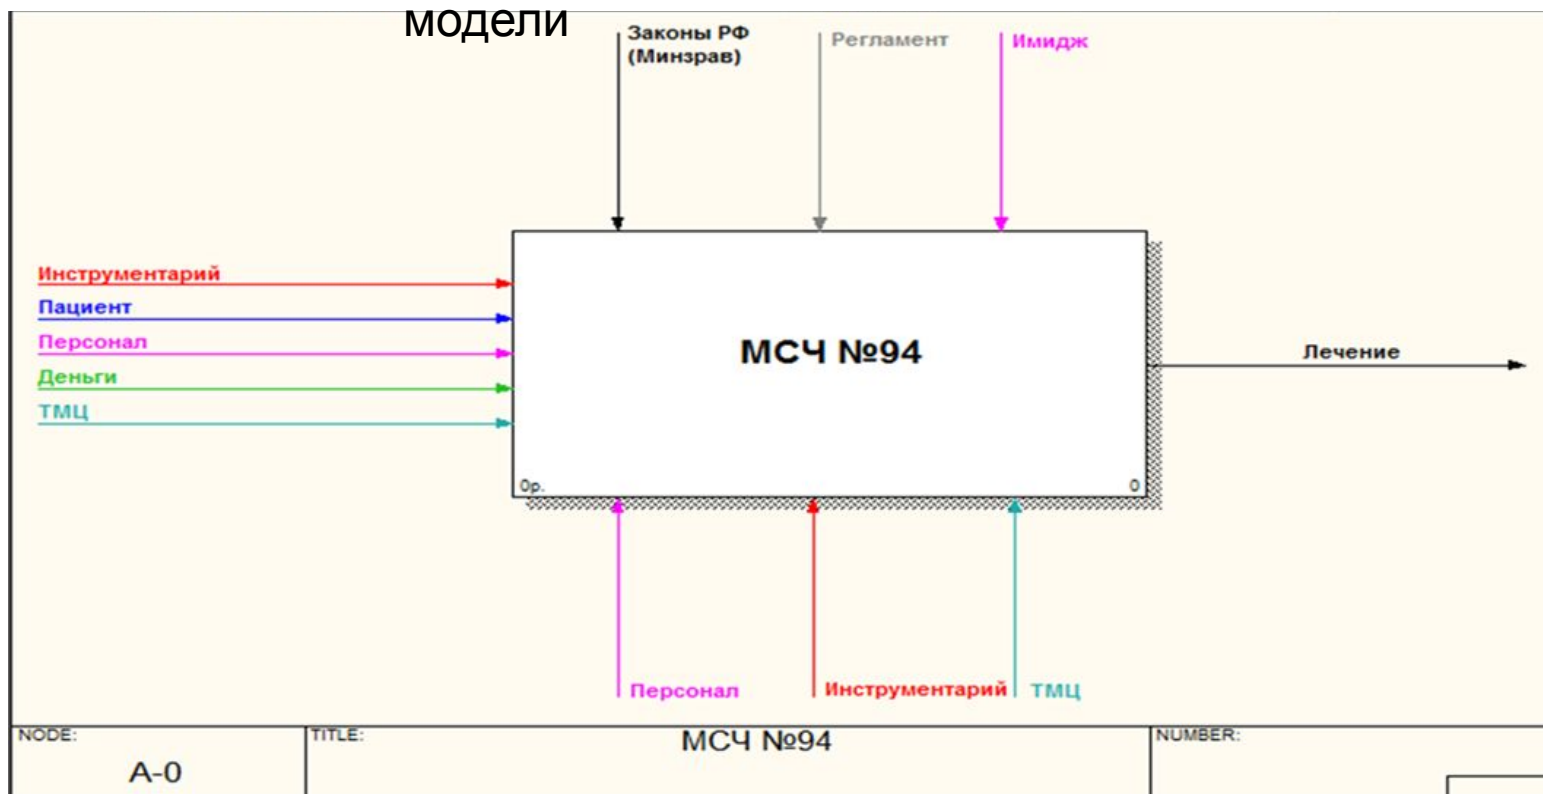 модели
Законы РФ
(Минзрав)
Регламент
Имидж
Инструментарий
Пациент
Персонал
Деньги
ТМЦ
МСЧ №94
Лечение
0р.
0
Персонал
Инструментарий
ТМЦ
NODE:
TITLE:
NUMBER:
A-0
МСЧ №94